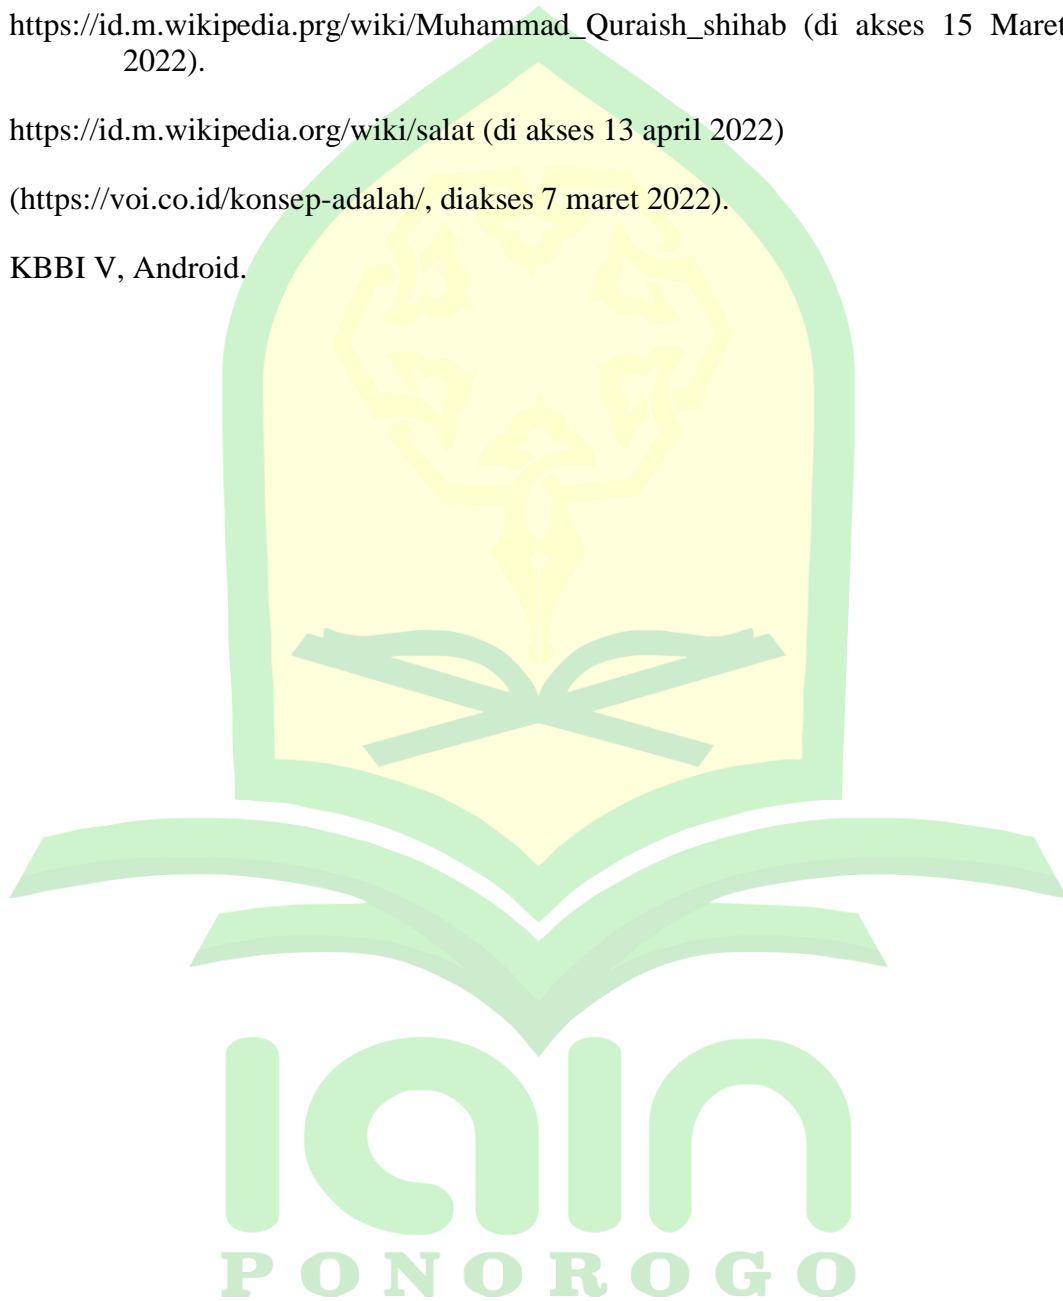 https://id.m.wikipedia.prg/wiki/Muhammad_Quraish_shihab (di akses 15 Maret
2022).
https://id.m.wikipedia.org/wiki/salat (di akses 13 april 2022)
(https://voi.co.id/konsep-adalah/, diakses 7 maret 2022).
KBBI V, Android.
iain
PONOROGO